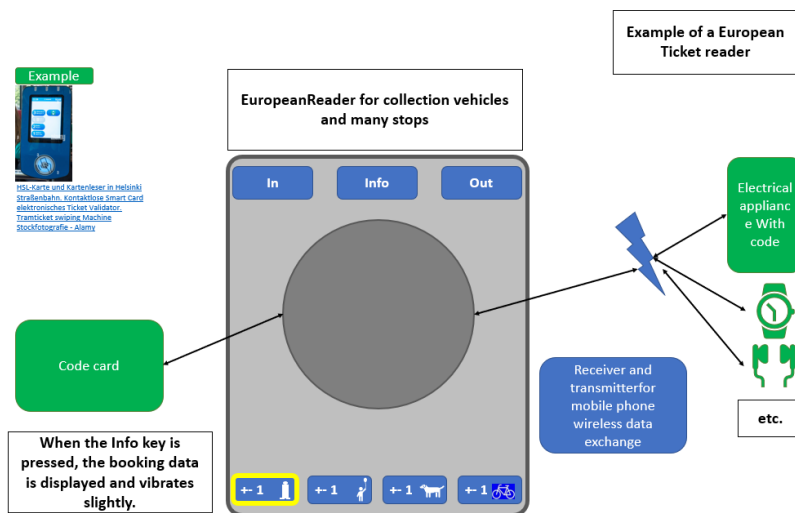 Example of a European
Ticket reader
Example
EuropeanReader for collection vehicles
and many stops
HSL-Karte und Kartenleser in Helsinki
Straßenbahn. Kontaktlose Smart Card
elektronisches Ticket Validator.
Tramticket swiping Machine
Stockfotografie - Alamy
In
Info
Out
Electrical
applianc
e With
code
Code card
Receiver and
transmitterfor
mobile phone
wireless data
exchange
etc.
When the Info key is
pressed, the booking data
is displayed and vibrates
slightly.
+- 1
+- 1
+- 1
+- 1